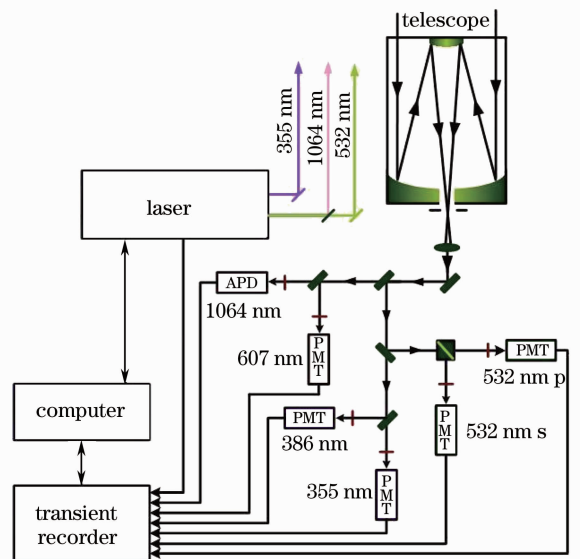 telescope
355 nm
1064 nm
532 nm
laser
APD
1064 nm
PMT
607 nm
PMT
532 nm p
computer
PMT
386 nm
PMT
532 nm s
355 nm
PMT
transient
recorder